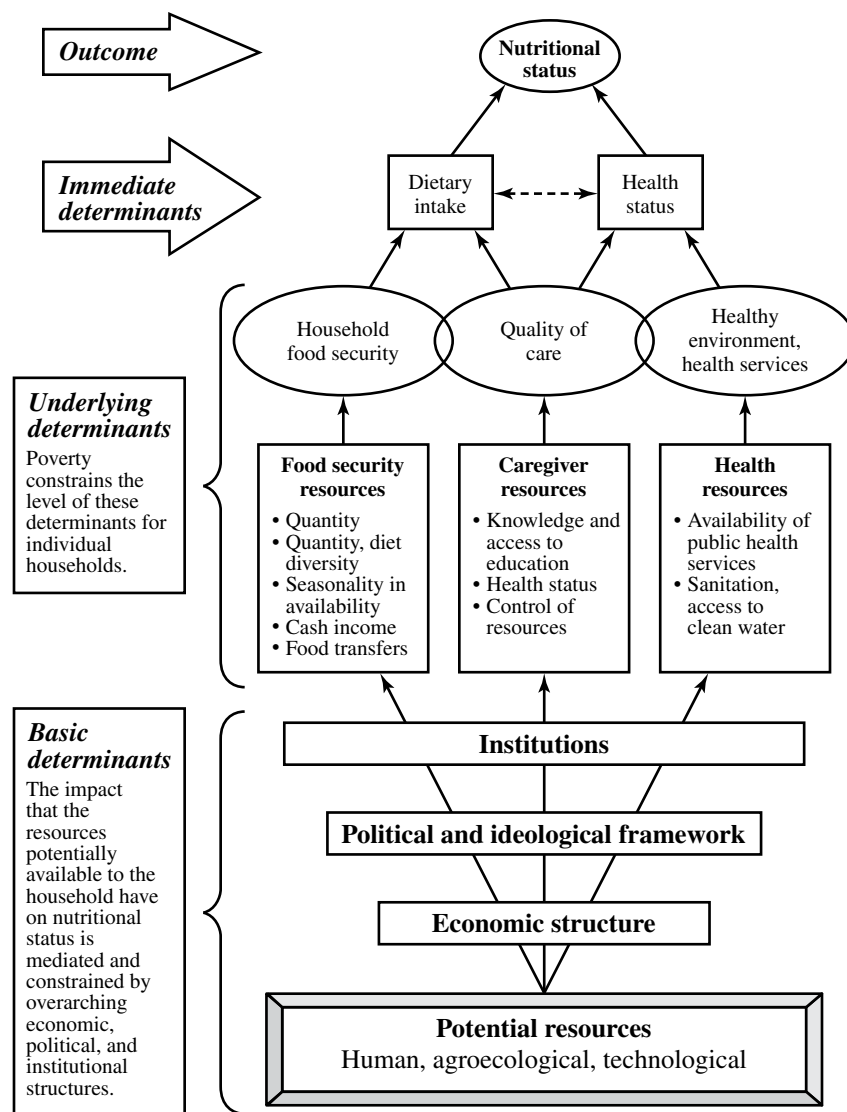 Outcome
Nutritional
status
Immediate
determinants
Dietary
intake
Health
status
Household
food security
Quality of
care
Healthy
environment,
health services
Underlying
determinants
Poverty
constrains the
level of these
determinants for
individual
households.
Food security
resources
• Quantity
• Quantity, diet
diversity
• Seasonality in
availability
• Cash income
• Food transfers
Caregiver
resources
• Knowledge and
access to
education
• Health status
• Control of
resources
Health
resources
• Availability of
public health
services
• Sanitation,
access to
clean water
Basic
determinants
The impact
that the
resources
potentially
available to the
household have
on nutritional
status is
mediated and
constrained by
overarching
economic,
political, and
institutional
structures.
Institutions
Political and ideological framework
Economic structure
Potential resources
Human, agroecological, technological